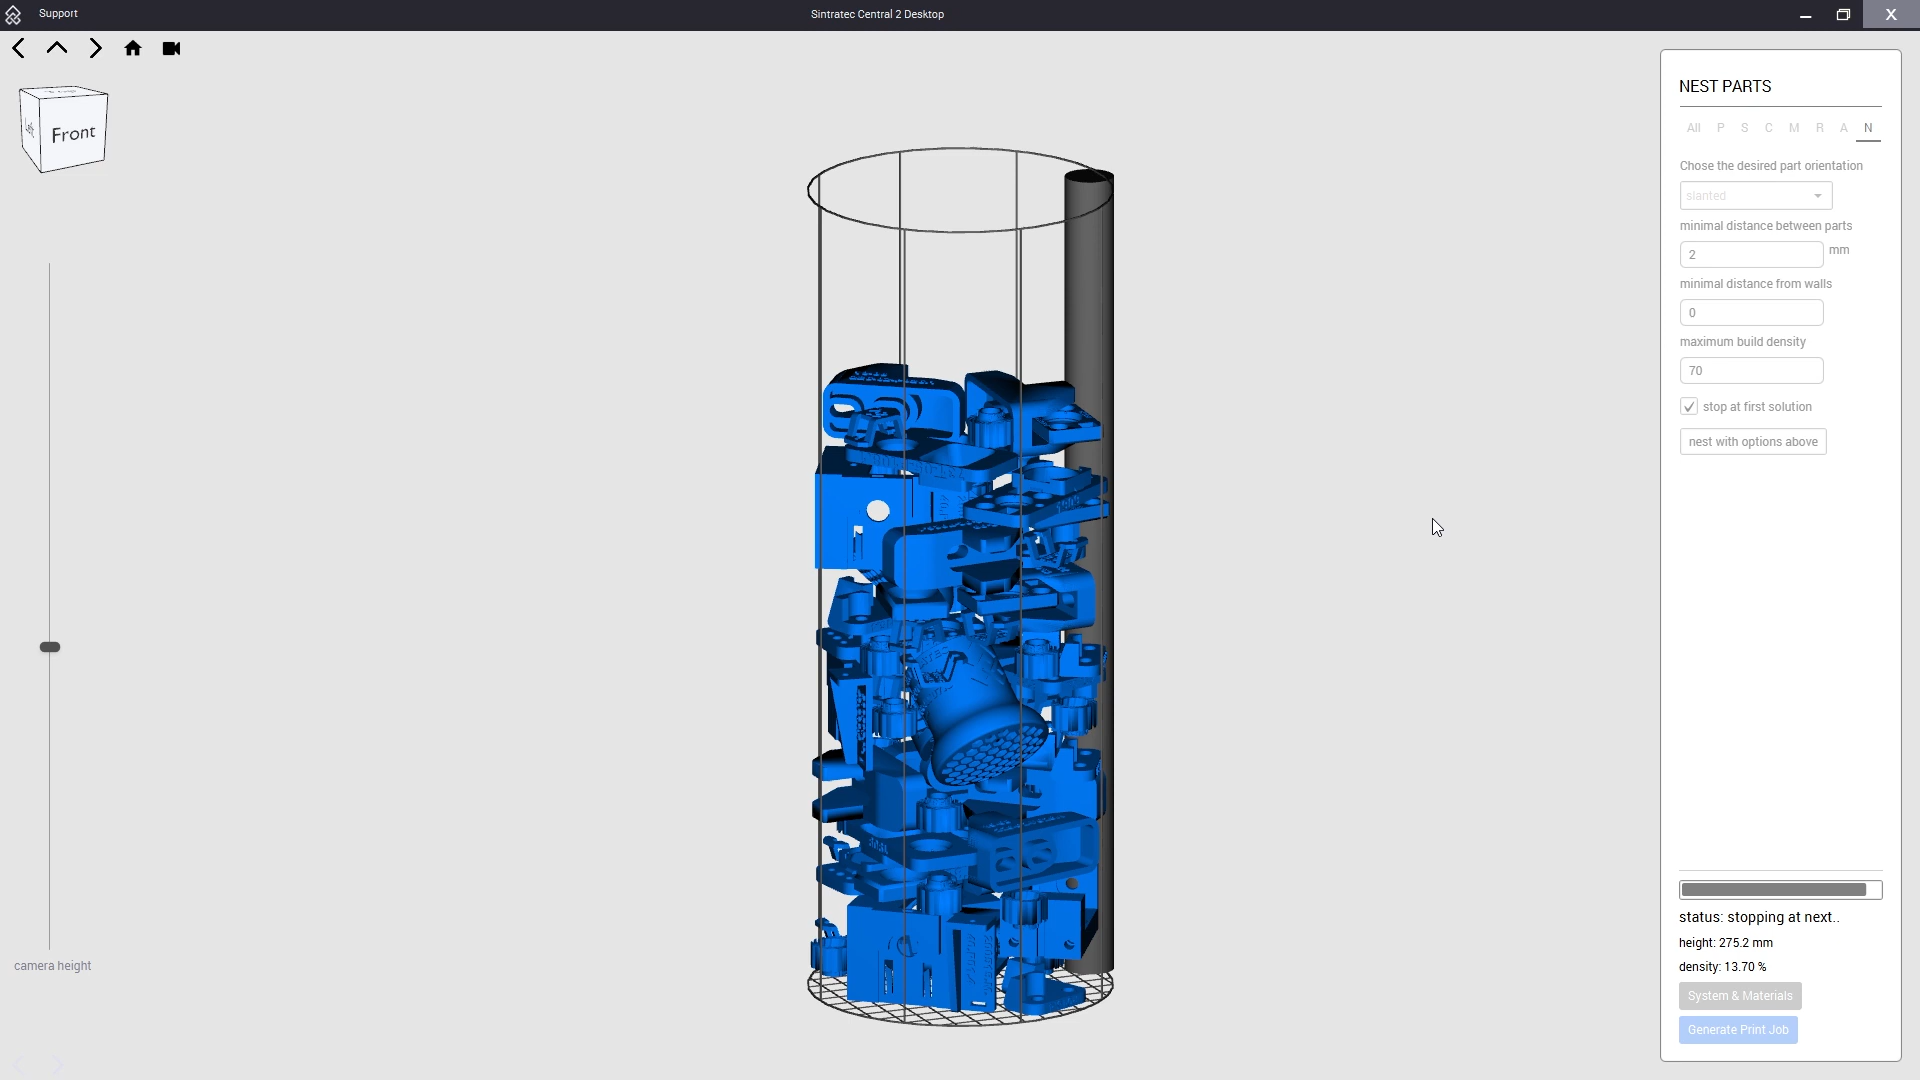 Support
Sintratec Central 2 Desktop
X
Front
Left
NEST PARTS
All P S C M R A N
Chose the desired part orientation
slanted
minimal distance between parts
2 mm
minimal distance from walls
0
maximum build density
70
stop at first solution
nest with options above
status: stopping at next..
height: 275.2 mm
density: 13.70 %
System & Materials
Generate Print Job
camera height